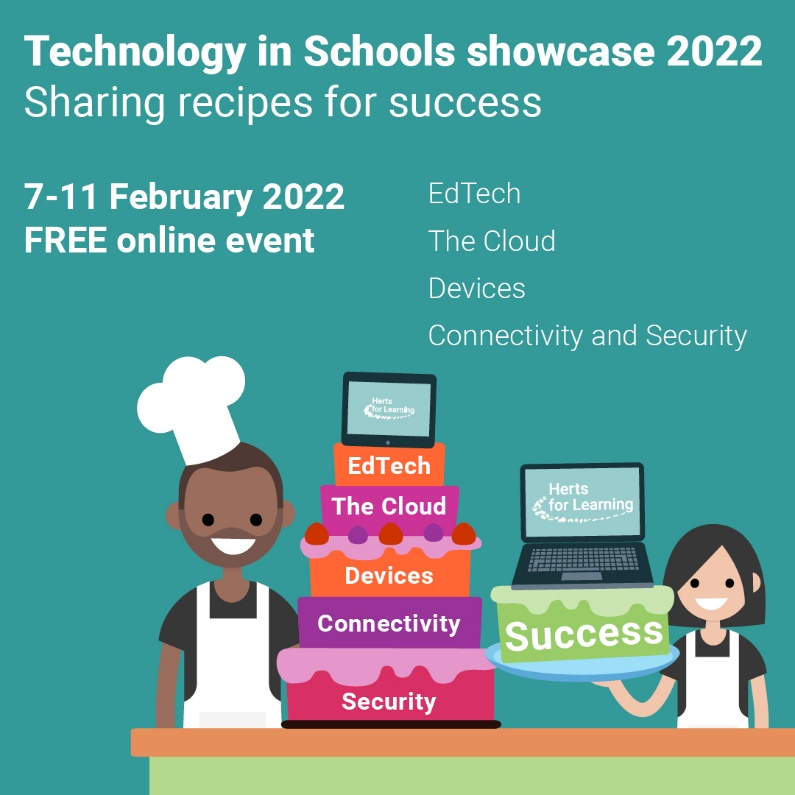 Technology in Schools showcase 2022
Sharing recipes for success
7-11 February 2022
FREE online event
EdTech
The Cloud
Devices
Connectivity and Security
Herts
for Learning
EdTech
The Cloud
Devices
Connectivity
Security
Herts
for Learning
Success